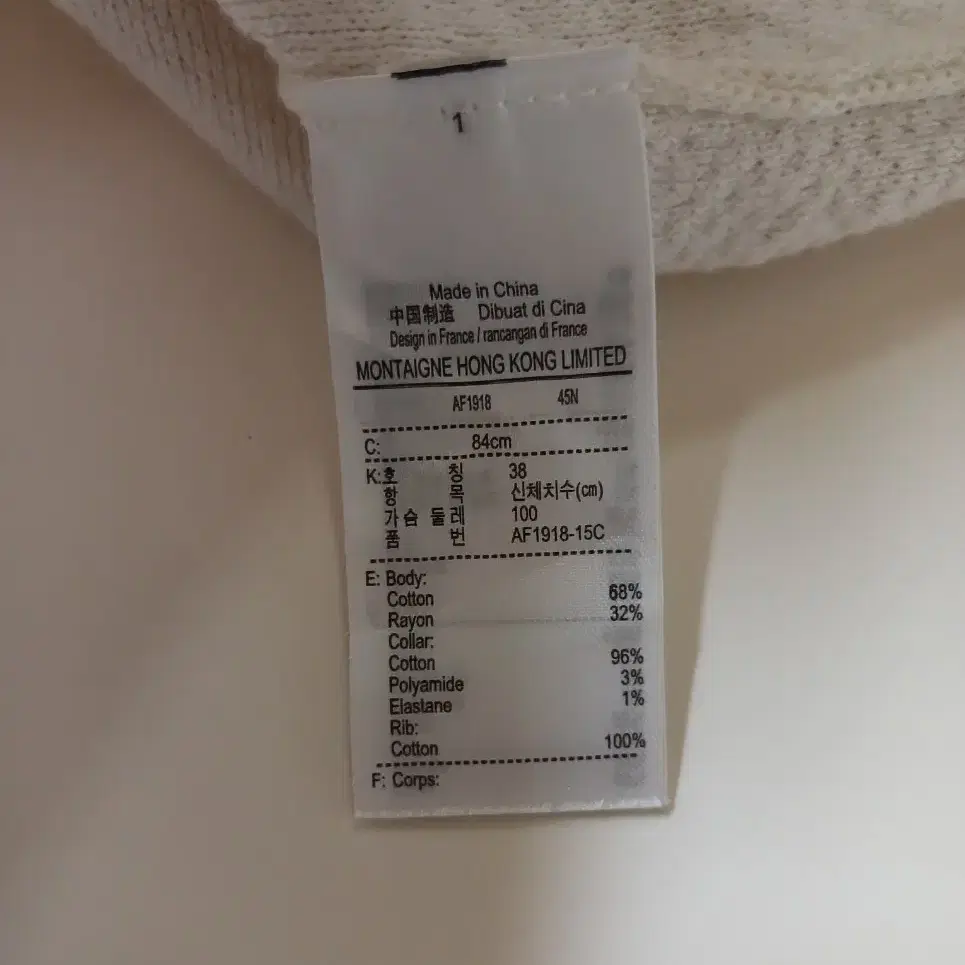 1
Made in China
中国制造 Dibuat di Cina
Design in France / rancangan di France
MONTAIGNE HONG KONG LIMITED
AF1918 45N
C: 84cm
K:호 칭 38
항 목 신체치수(㎝)
가슴 둘레 100
품 번 AF1918-15C
E: Body:
Cotton 68%
Rayon 32%
Collar:
Cotton 96%
Polyamide 3%
Elastane 1%
Rib:
Cotton 100%
F: Corps: